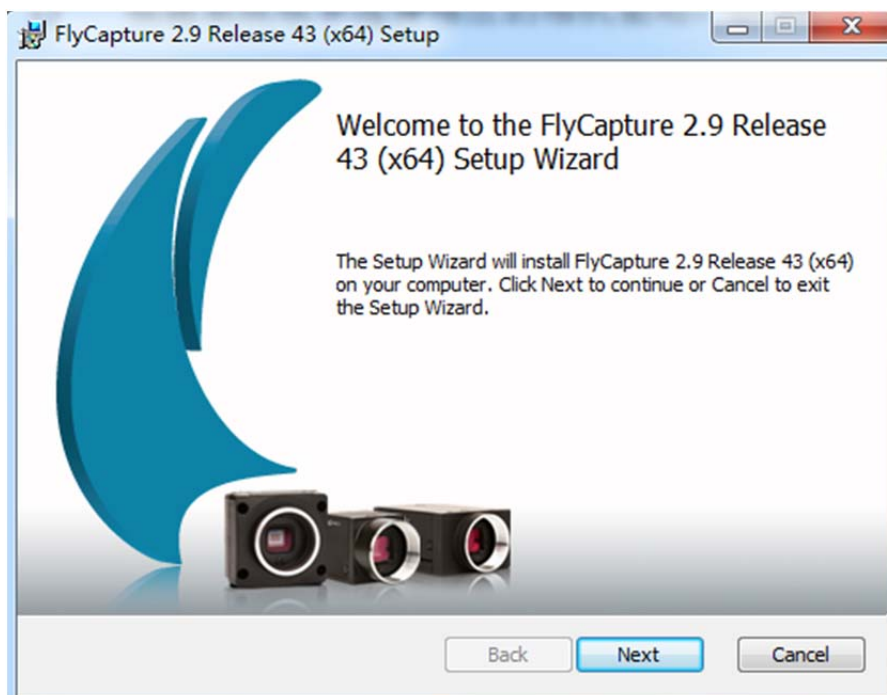 FlyCapture 2.9 Release 43 (x64) Setup
Welcome to the FlyCapture 2.9 Release
43 (x64) Setup Wizard
The Setup Wizard will install FlyCapture 2.9 Release 43 (x64)
on your computer. Click Next to continue or Cancel to exit
the Setup Wizard.
Back Next Cancel